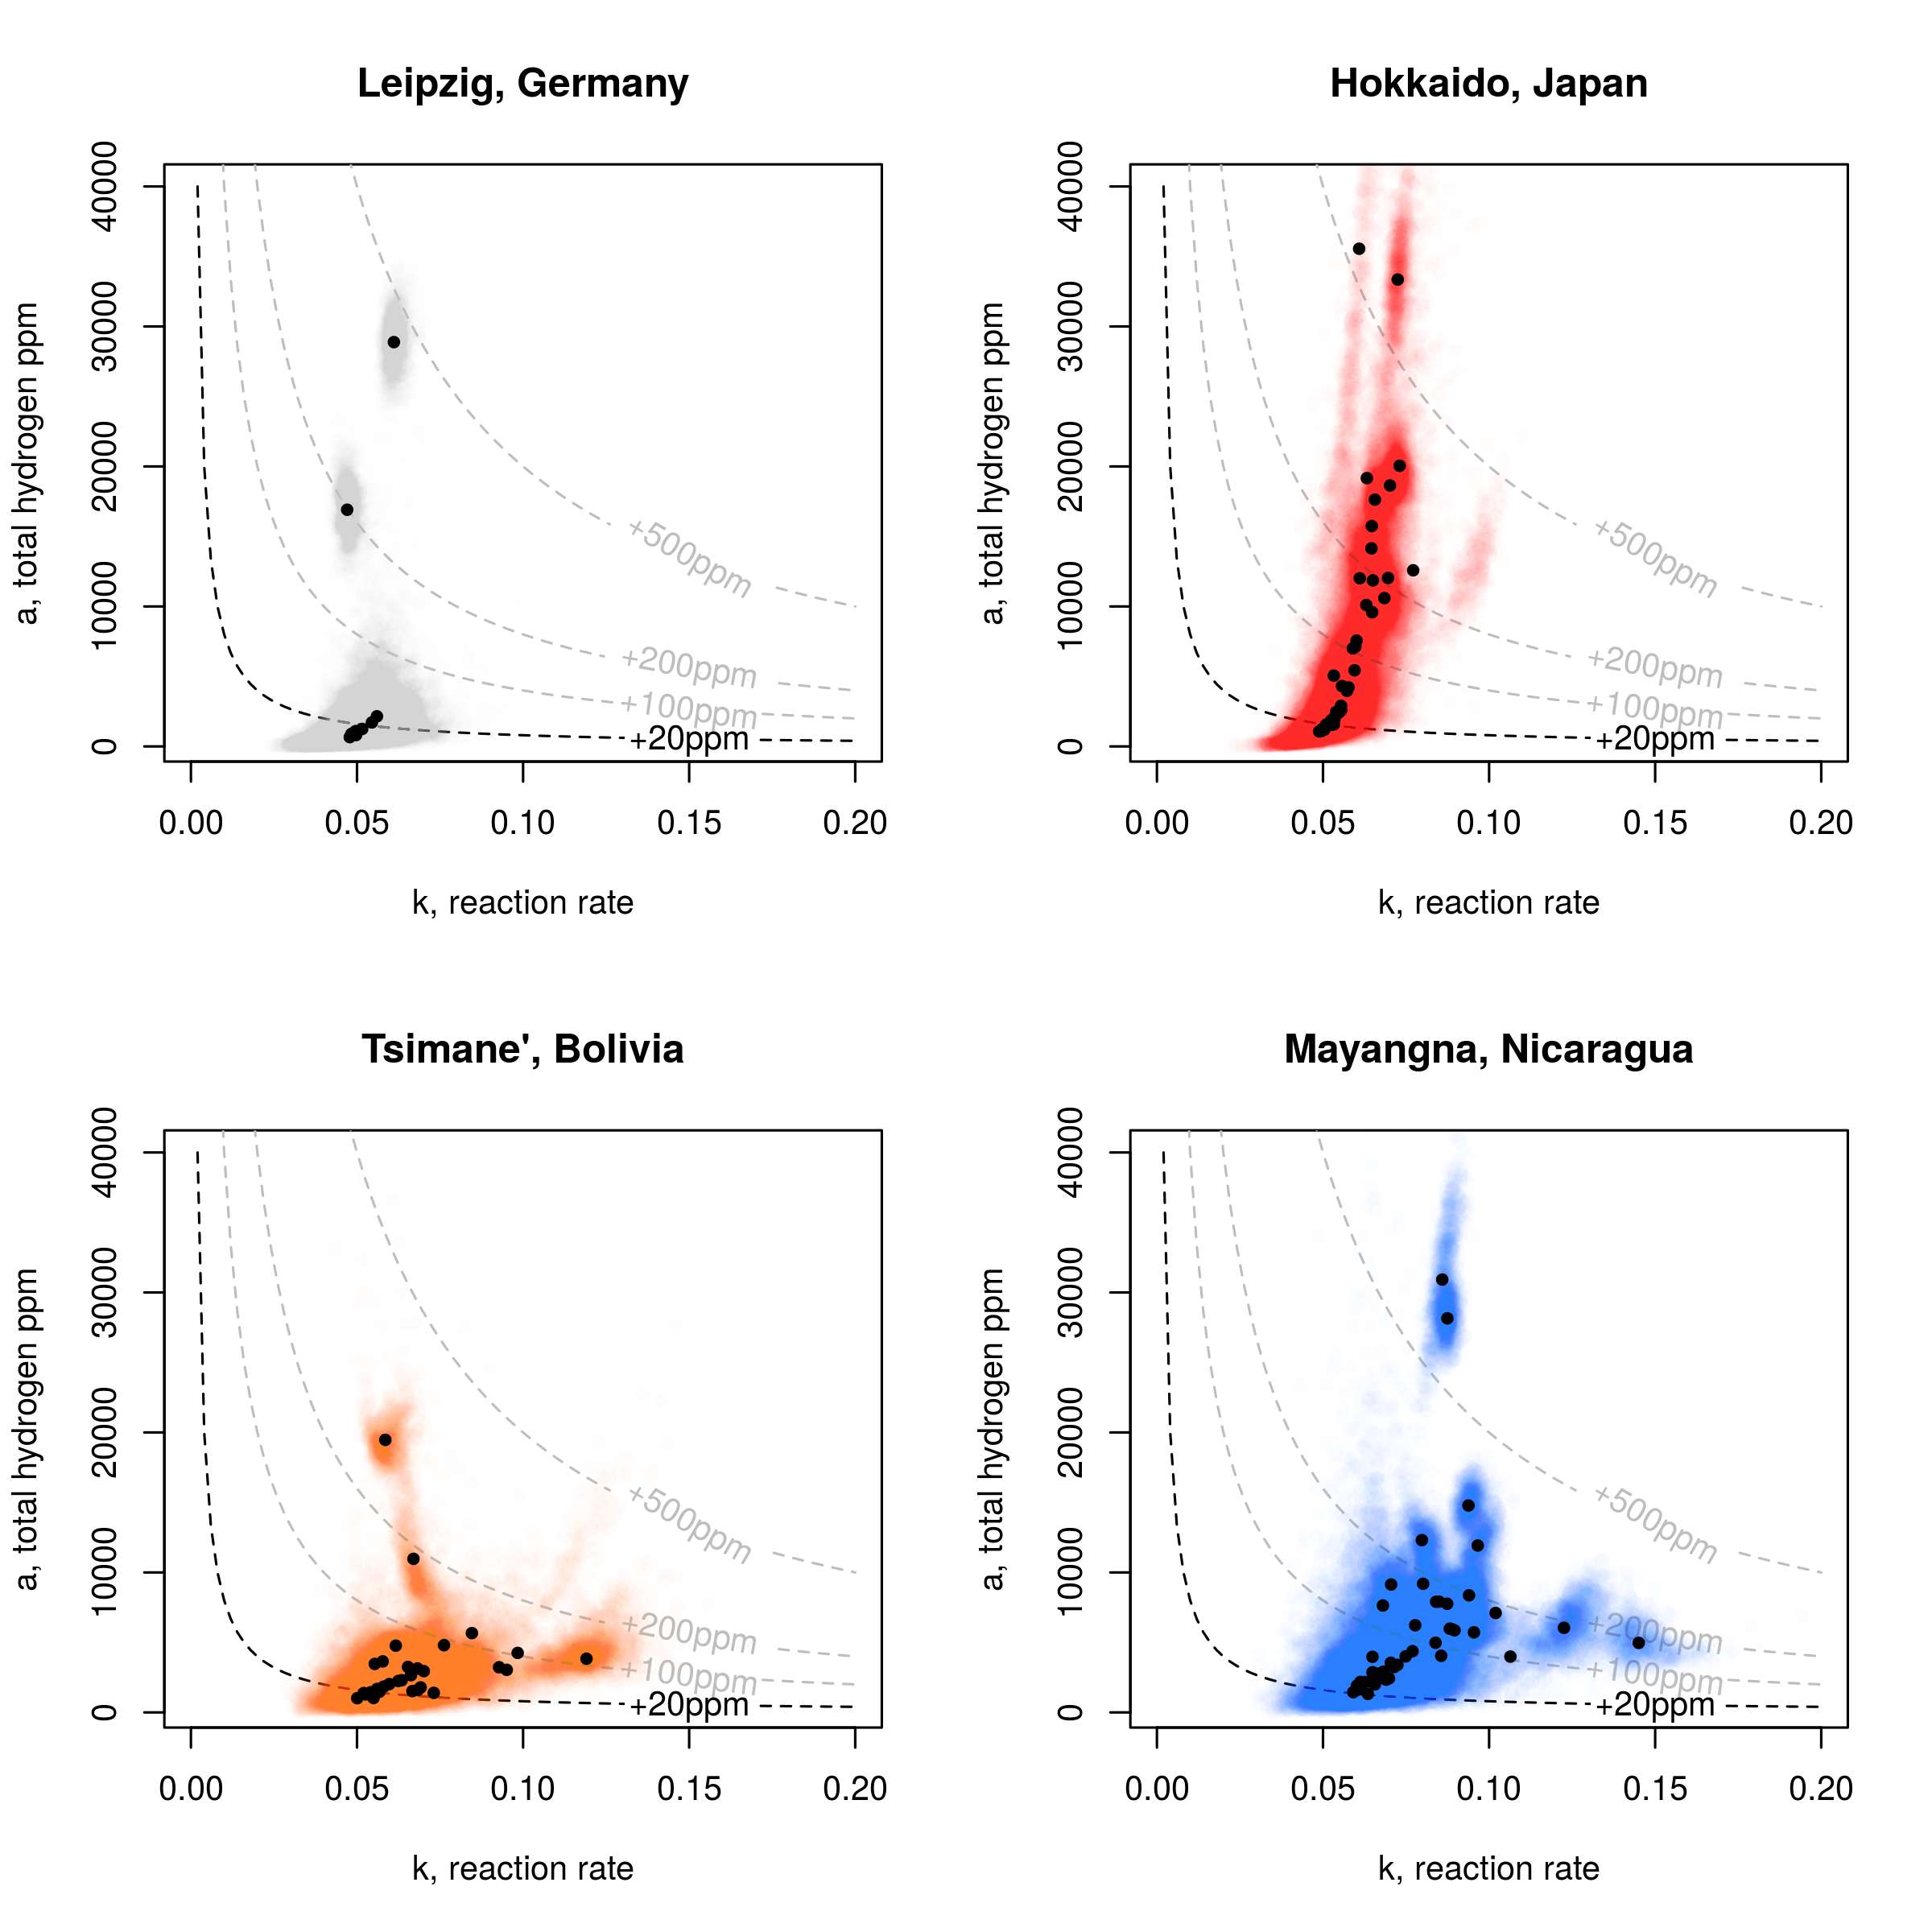 Leipzig, Germany
a, total hydrogen ppm
40000
30000
20000
10000
0
+500ppm
+200ppm
+100ppm
+20ppm
0.00 0.05 0.10 0.15 0.20
k, reaction rate
Hokkaido, Japan
a, total hydrogen ppm
40000
30000
20000
10000
0
+500ppm
+200ppm
+100ppm
+20ppm
0.00 0.05 0.10 0.15 0.20
k, reaction rate
Tsimane', Bolivia
a, total hydrogen ppm
40000
30000
20000
10000
0
+500ppm
+200ppm
+100ppm
+20ppm
0.00 0.05 0.10 0.15 0.20
k, reaction rate
Mayangna, Nicaragua
a, total hydrogen ppm
40000
30000
20000
10000
0
+500ppm
+200ppm
+100ppm
+20ppm
0.00 0.05 0.10 0.15 0.20
k, reaction rate